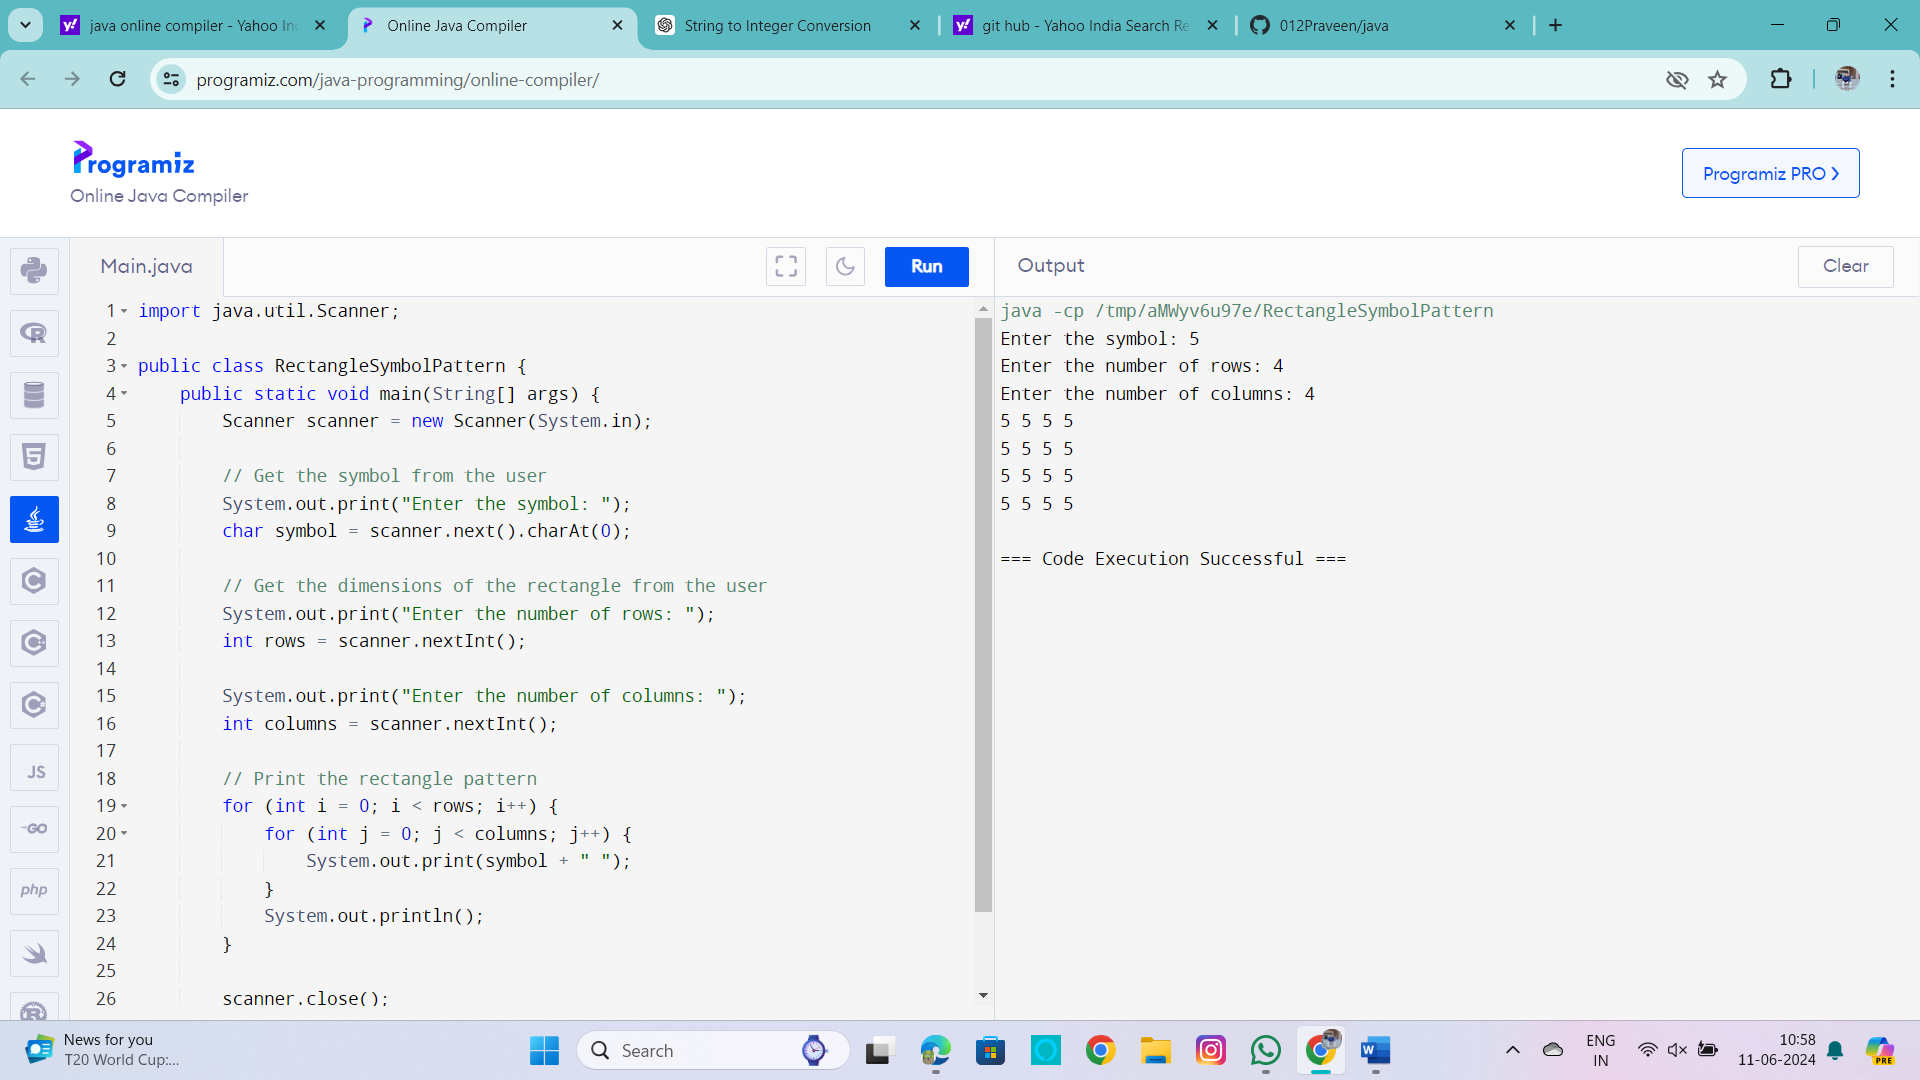 java online compiler - Yahoo In
Online Java Compiler
String to Integer Conversion
git hub - Yahoo India Search Re
012Praveen/java
programiz.com/java-programming/online-compiler/
Programiz
Online Java Compiler
Programiz PRO
Main.java
Run
Output
Clear
1 import java.util.Scanner;
2
3 public class RectangleSymbolPattern {
4 public static void main(String[] args) {
5 Scanner scanner = new Scanner(System.in);
6
7 // Get the symbol from the user
8 System.out.print("Enter the symbol: ");
9 char symbol = scanner.next().charAt(0);
10
11 // Get the dimensions of the rectangle from the user
12 System.out.print("Enter the number of rows: ");
13 int rows = scanner.nextInt();
14
15 System.out.print("Enter the number of columns: ");
16 int columns = scanner.nextInt();
17
18 // Print the rectangle pattern
19 for (int i = 0; i < rows; i++) {
20 for (int j = 0; j < columns; j++) {
21 System.out.print(symbol + " ");
22 }
23 System.out.println();
24 }
25
26 scanner.close();
java -cp /tmp/aMWyv6u97e/RectangleSymbolPattern
Enter the symbol: 5
Enter the number of rows: 4
Enter the number of columns: 4
5 5 5 5
5 5 5 5
5 5 5 5
5 5 5 5
=== Code Execution Successful ===
JS
GO
php
News for you
T20 World Cup:...
Search
ENG
IN
10:58
11-06-2024
PRE